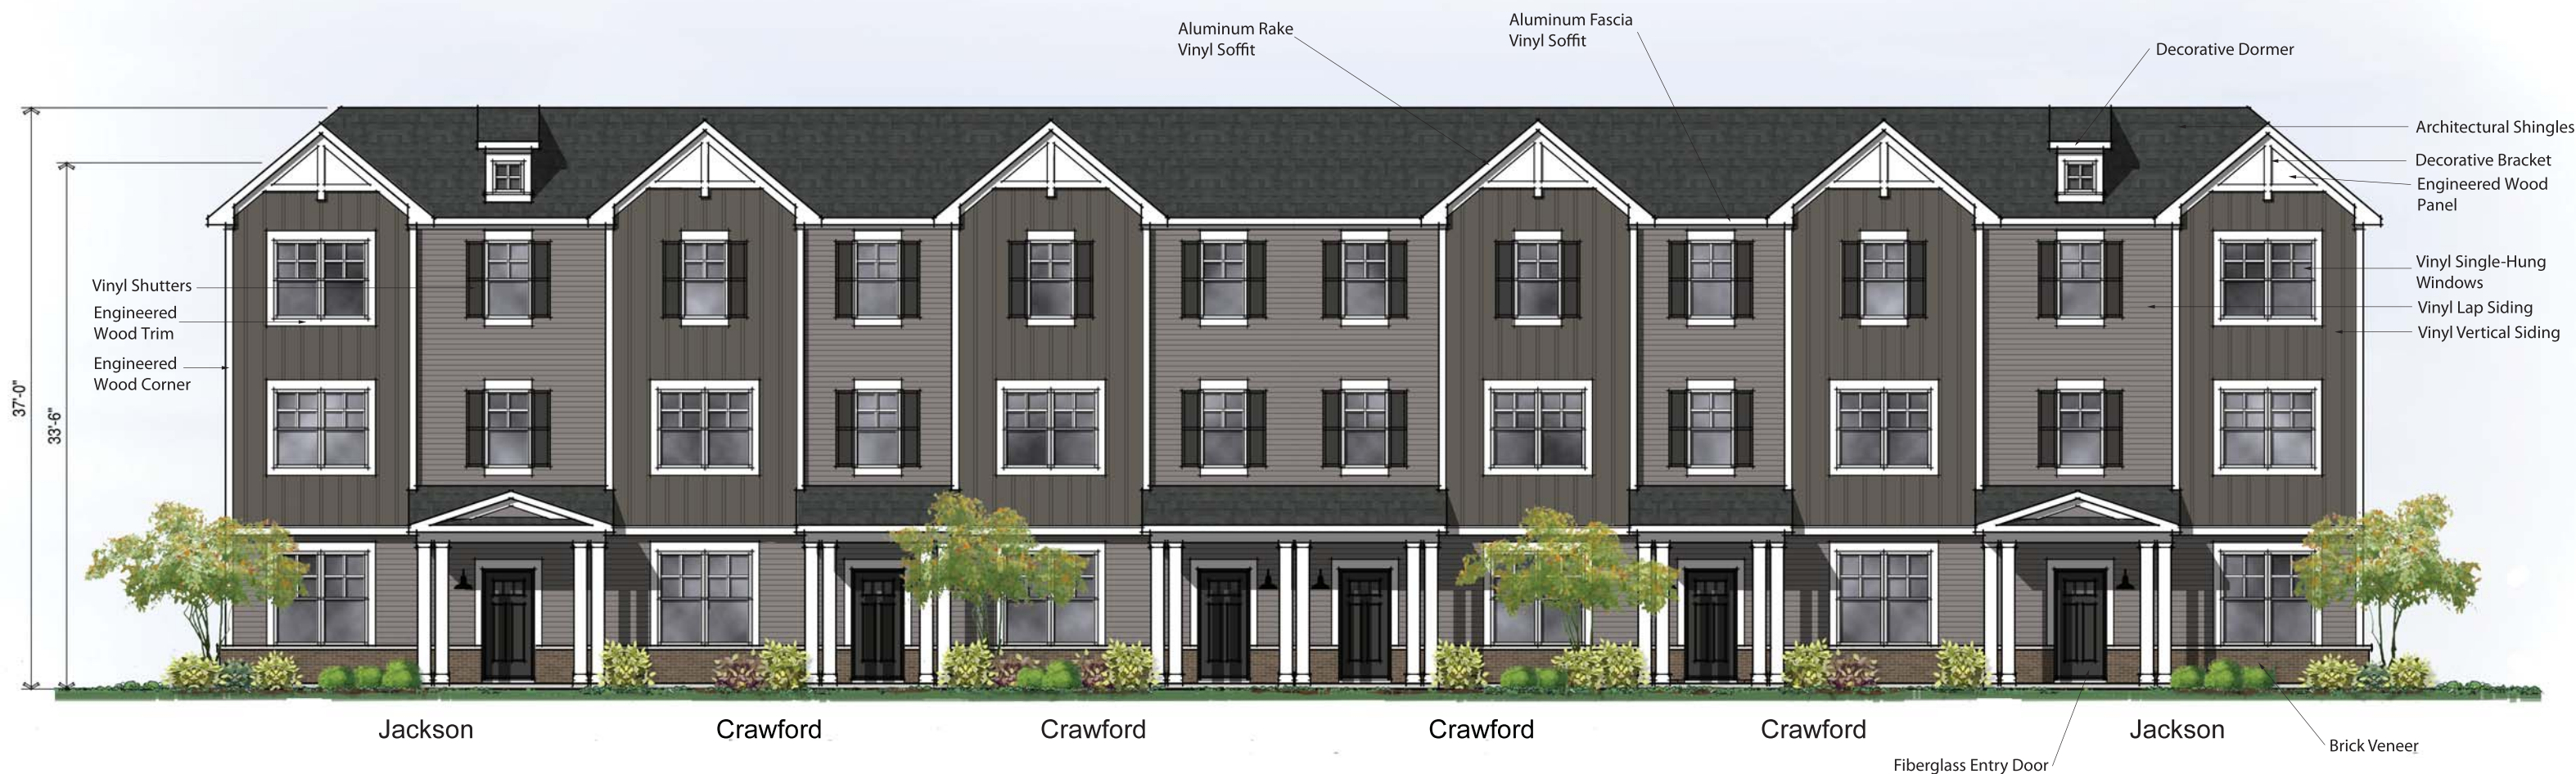 Aluminum Rake
Vinyl Soffit
Aluminum Fascia
Vinyl Soffit
Decorative Dormer
Architectural Shingles
Decorative Bracket
Engineered Wood
Panel
Vinyl Single-Hung
Windows
Vinyl Lap Siding
Vinyl Vertical Siding
Vinyl Shutters
Engineered
Wood Trim
Engineered
Wood Corner
37'-0"
33'-6"
Jackson
Crawford
Crawford
Crawford
Crawford
Jackson
Brick Veneer
Fiberglass Entry Door